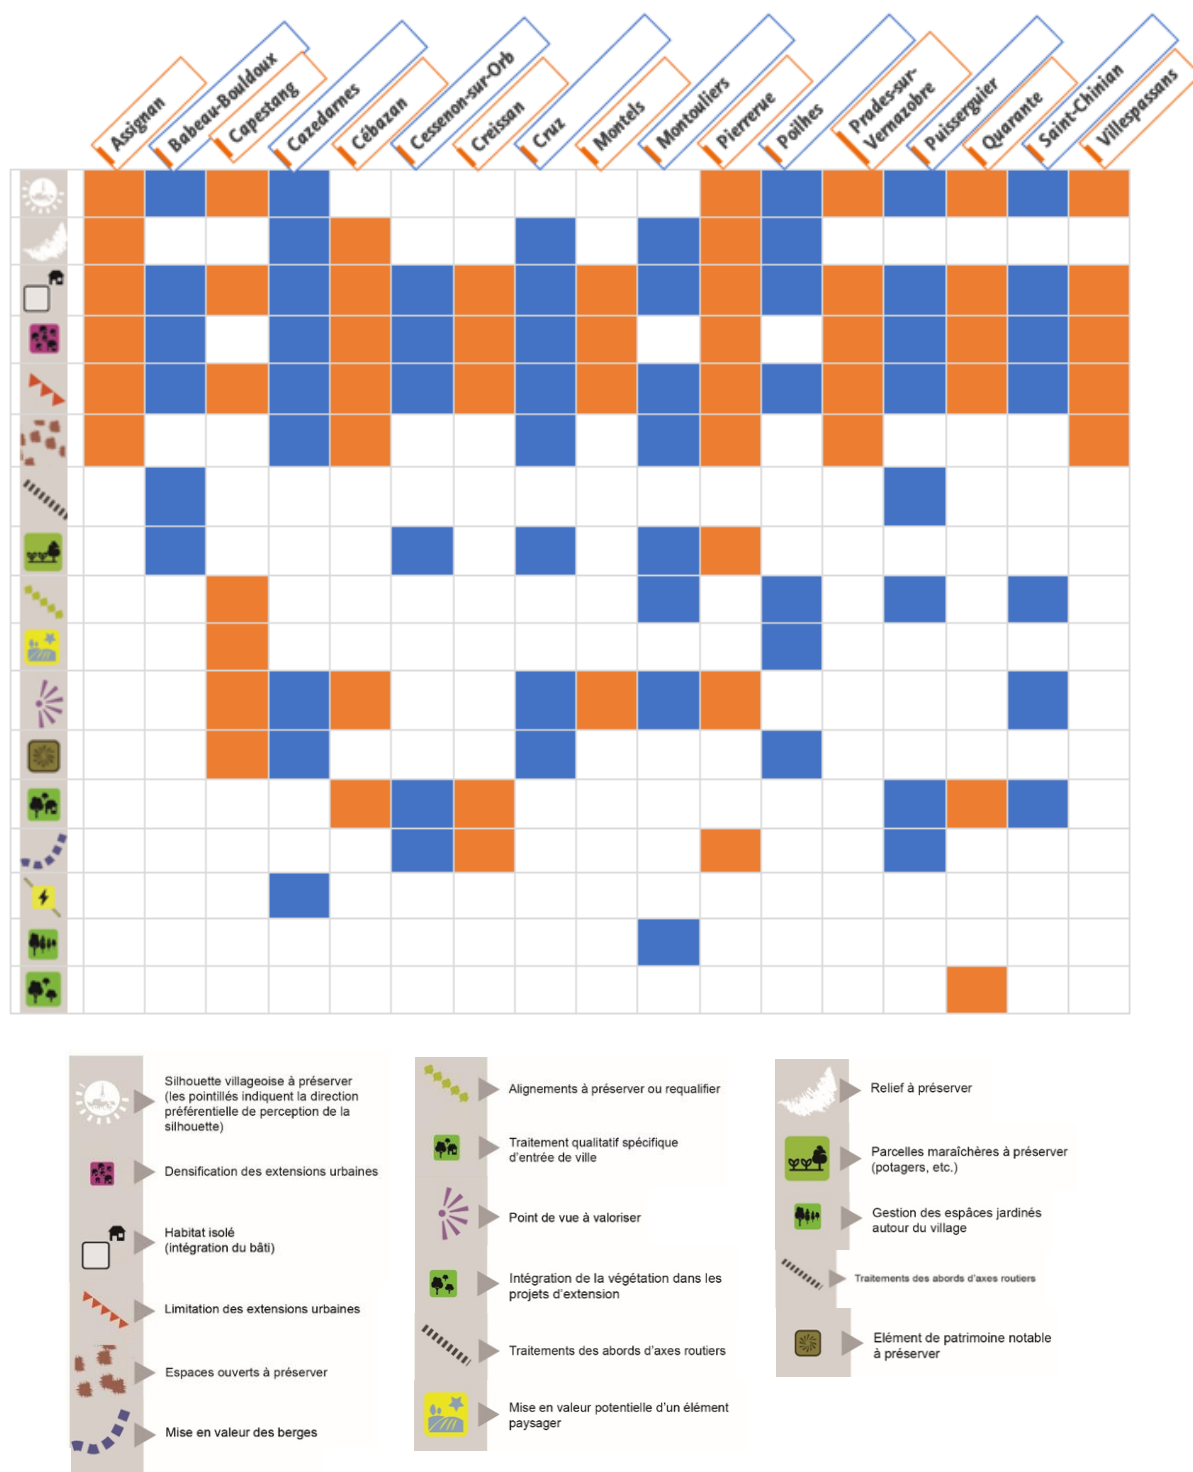 Assignan
Babeau-Bouldoux
Capestang
Cazedarnes
Cébazan
Cessenon-sur-Orb
Creissan
Cruz
Montels
Montouliers
Pierrerue
Poilhes
Prades-sur-
Vernazobre
Puisserguier
Quarante
Saint-Chinian
Villespassans
Silhouette villageoise à préserver
(les pointillés indiquent la direction
préférentielle de perception de la
silhouette)
Densification des extensions urbaines
Habitat isolé
(intégration du bâti)
Limitation des extensions urbaines
Espaces ouverts à préserver
Mise en valeur des berges
Alignements à préserver ou requalifier
Traitement qualitatif spécifique
d'entrée de ville
Point de vue à valoriser
Intégration de la végétation dans les
projets d'extension
Traitements des abords d'axes routiers
Mise en valeur potentielle d'un élément
paysager
Relief à préserver
Parcelles maraîchères à préserver
(potagers, etc.)
Gestion des espâces jardinés
autour du village
Traitements des abords d'axes routiers
Elément de patrimoine notable
à préserver